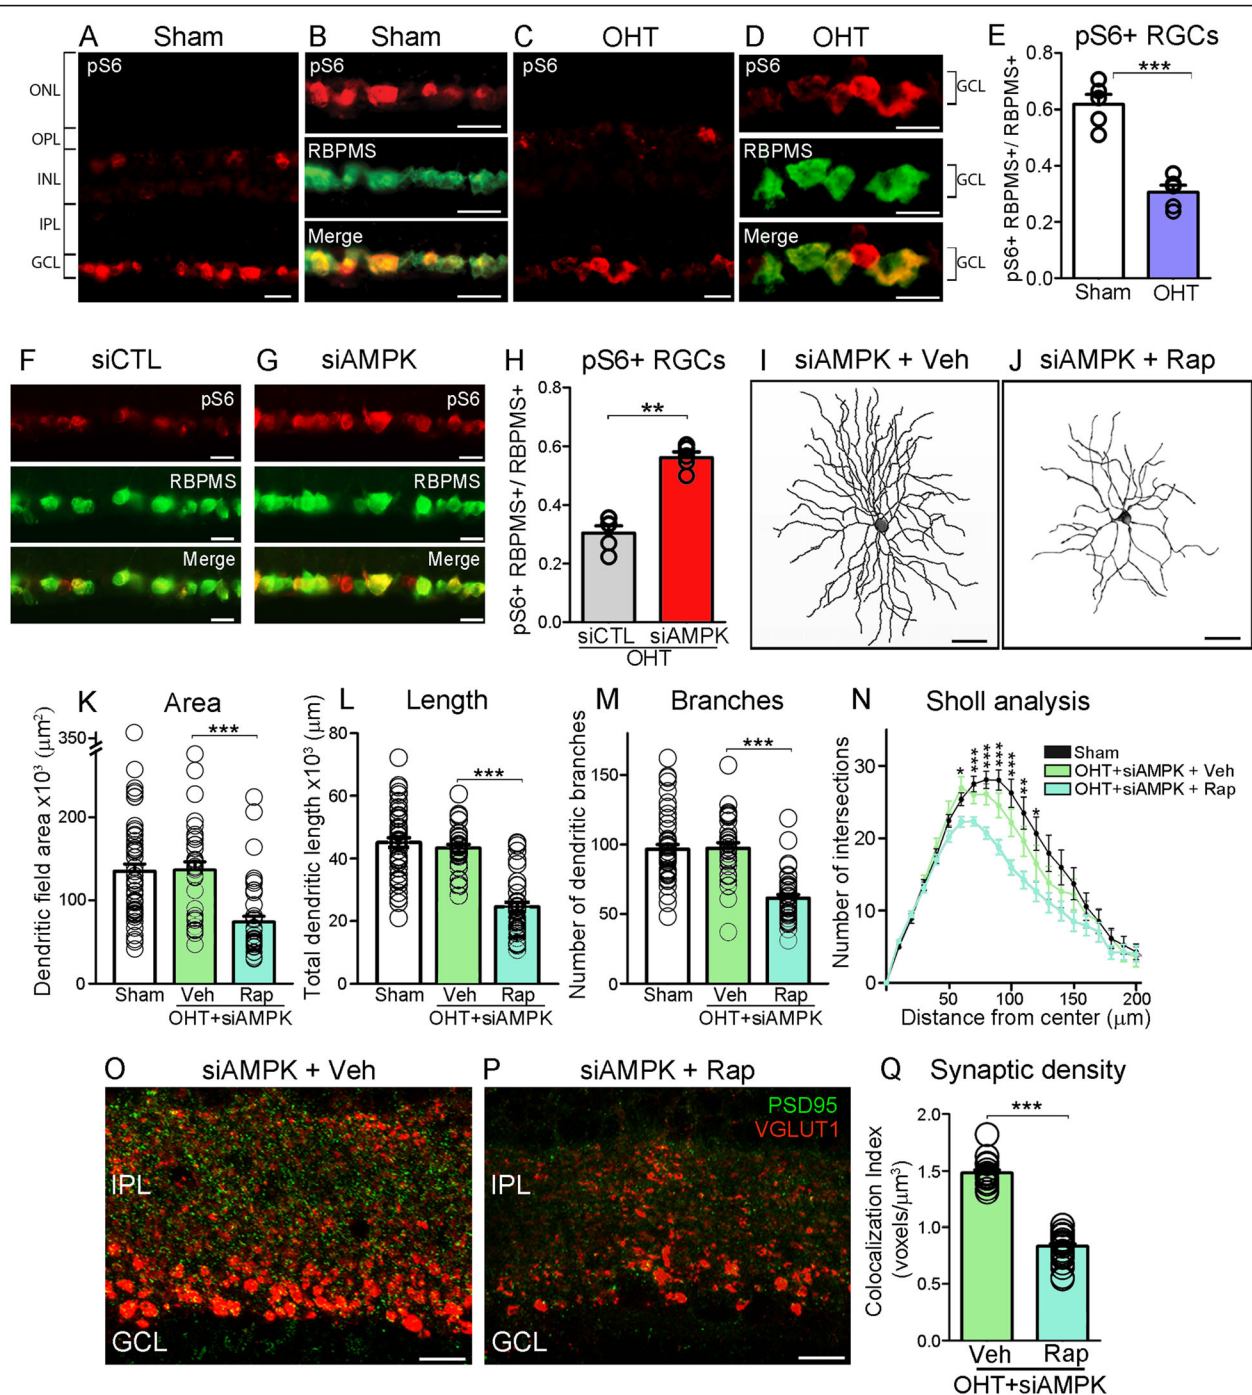 A Sham
B Sham
C OHT
D OHT
E pS6+ RGCs
pS6
pS6
pS6
pS6
RBPMS
RBPMS
Merge
Merge
ONL
OPL
INL
IPL
GCL
GCL
GCL
GCL
pS6+ RBPMS+/ RBPMS+
0.8
0.6
0.4
0.2
0.0
***
Sham OHT
F siCTL
G siAMPK
H pS6+ RGCs
I siAMPK + Veh
J siAMPK + Rap
pS6
pS6
RBPMS
RBPMS
Merge
Merge
pS6+ RBPMS+/ RBPMS+
0.8
0.6
0.4
0.2
0.0
**
siCTL siAMPK
OHT
K Area
Dendritic field area x10³ (μm²)
350
200
100
0
***
Sham Veh Rap
OHT+siAMPK
L Length
Total dendritic length x10³ (μm)
80
60
40
20
0
***
Sham Veh Rap
OHT+siAMPK
M Branches
Number of dendritic branches
150
100
50
0
***
Sham Veh Rap
OHT+siAMPK
N Sholl analysis
Number of intersections
30
20
10
0
* *** *** *** *** ** *
Sham
OHT+siAMPK + Veh
OHT+siAMPK + Rap
50 100 150 200
Distance from center (μm)
O siAMPK + Veh
IPL
GCL
P siAMPK + Rap
PSD95
VGLUT1
IPL
GCL
Q Synaptic density
Colocalization Index
(voxels/μm³)
2.0
1.5
1.0
0.5
0.0
***
Veh Rap
OHT+siAMPK